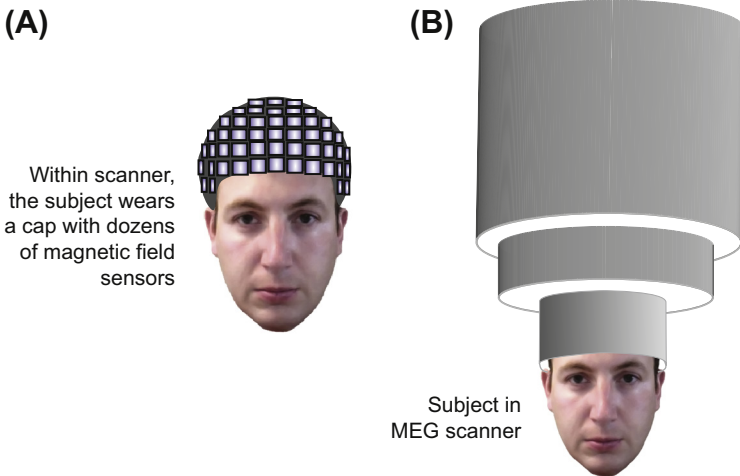 (A)
Within scanner,
the subject wears
a cap with dozens
of magnetic field
sensors
(B)
Subject in
MEG scanner